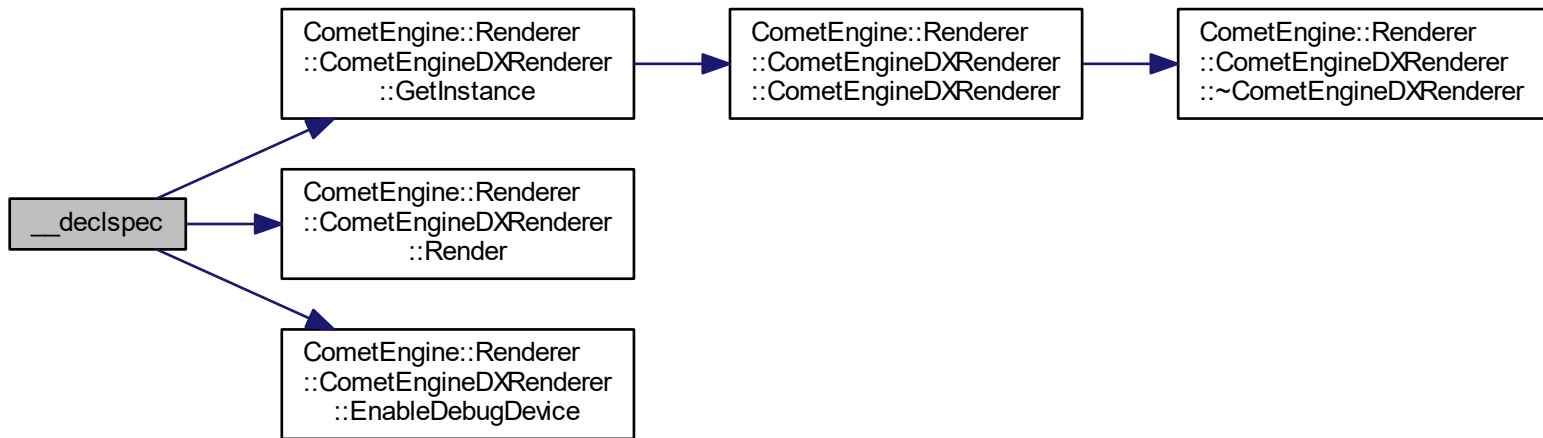 CometEngine::Renderer
::CometEngineDXRenderer
::GetInstance
CometEngine::Renderer
::CometEngineDXRenderer
::CometEngineDXRenderer
CometEngine::Renderer
::CometEngineDXRenderer
::~CometEngineDXRenderer
__declspec
CometEngine::Renderer
::CometEngineDXRenderer
::Render
CometEngine::Renderer
::CometEngineDXRenderer
::EnableDebugDevice